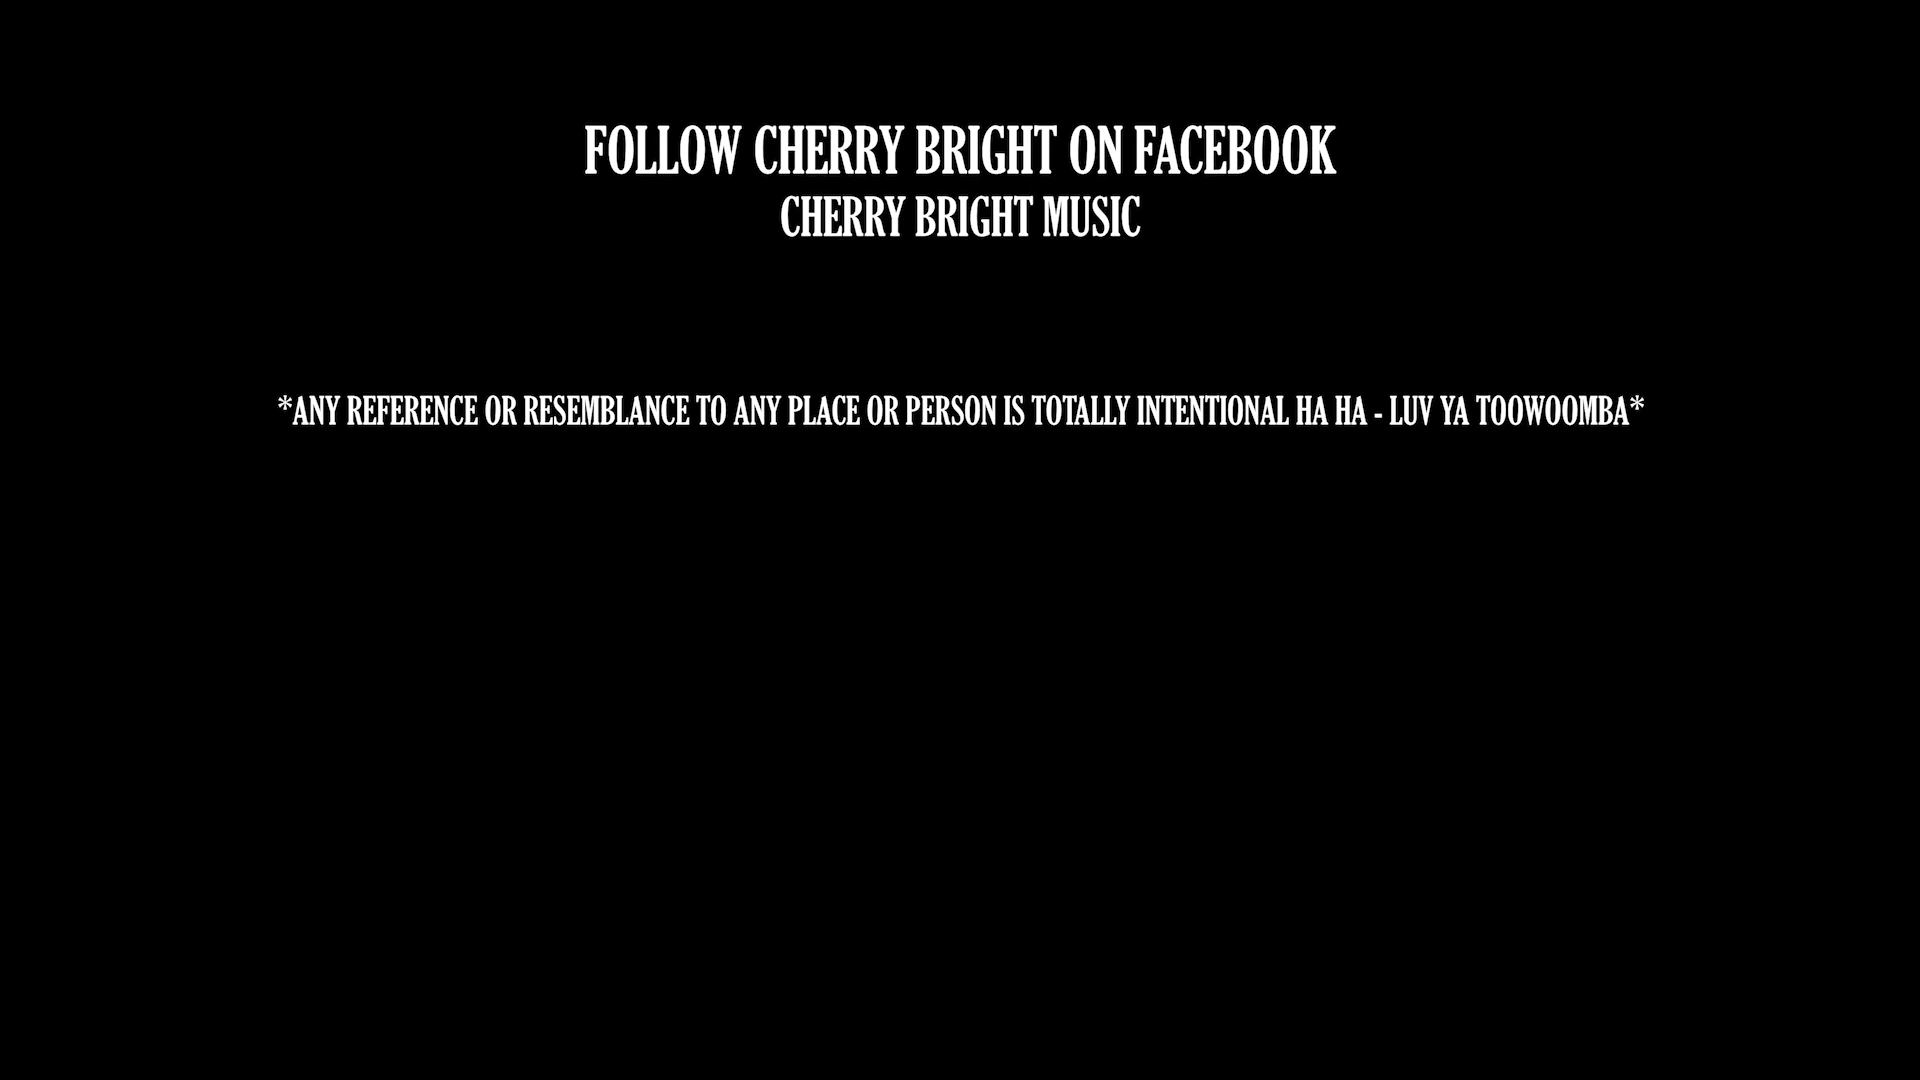 FOLLOW CHERRY BRIGHT ON FACEBOOK
CHERRY BRIGHT MUSIC
*ANY REFERENCE OR RESEMBLANCE TO ANY PLACE OR PERSON IS TOTALLY INTENTIONAL HA HA - LUV YA TOOWOOMBA*